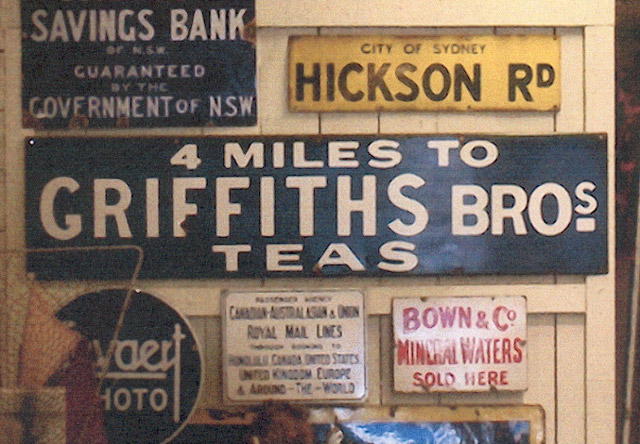 SAVINGS BANK
OF N.S.W.
GUARANTEED
BY THE
GOVERNMENT OF NSW
CITY OF SYDNEY
HICKSON RD
4 MILES TO
GRIFFITHS BROS
TEAS
PASSENGER AGENCY
CANADIAN-AUSTRALASIAN & UNION
ROYAL MAIL LINES
THROUGH BOOKING TO
HONOLULU, CANADA, UNITED STATES,
UNITED KINGDOM EUROPE
& AROUND-THE-WORLD
BOWN & CO
MINERAL WATERS
SOLD HERE
vaert
HOTO